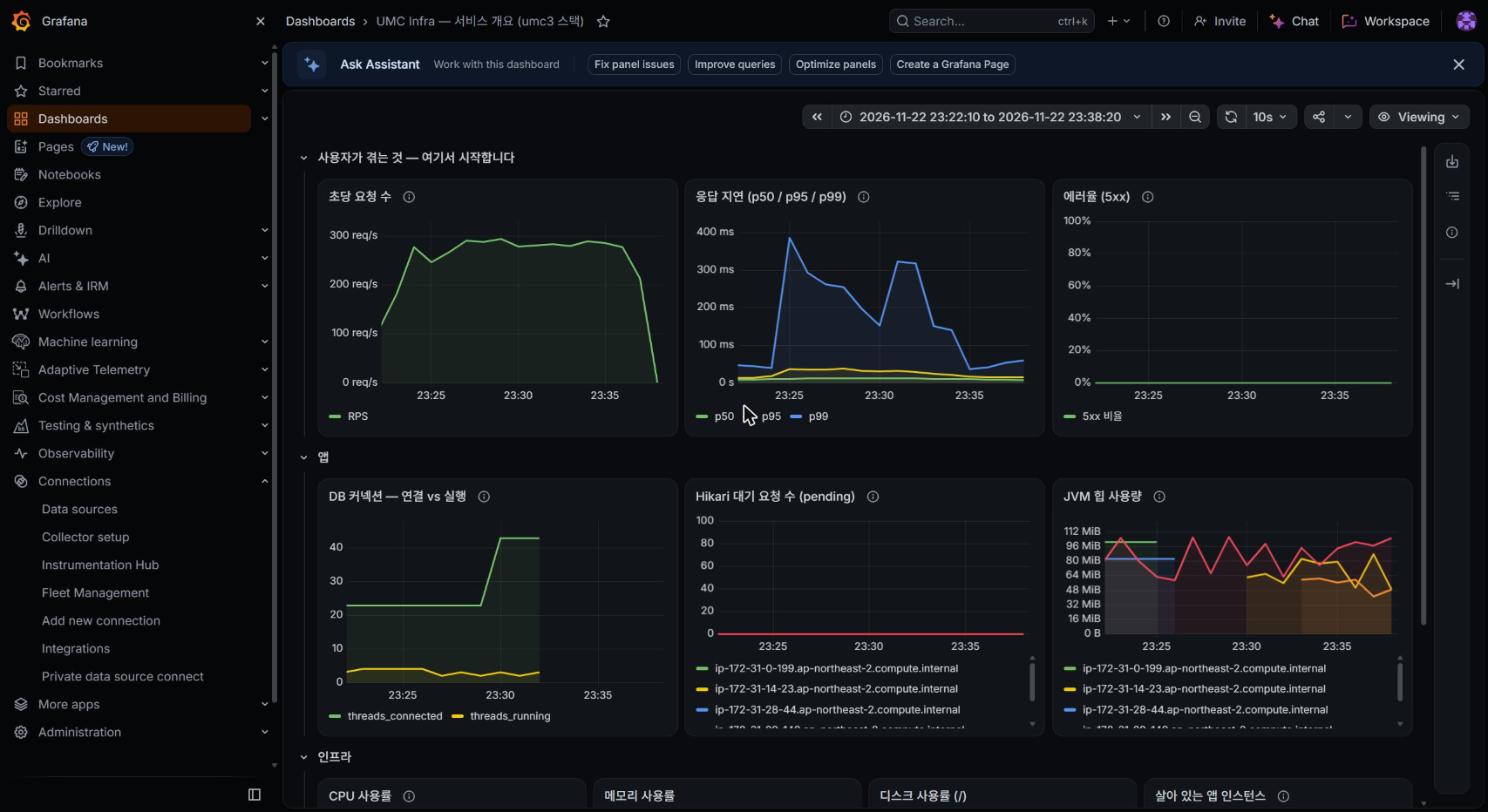 Grafana
Dashboards › UMC Infra — 서비스 개요 (umc3 스택)
Search... ctrl+k
Invite
Chat
Workspace
Bookmarks
Starred
Dashboards
Pages New!
Notebooks
Explore
Drilldown
AI
Alerts & IRM
Workflows
Machine learning
Adaptive Telemetry
Cost Management and Billing
Testing & synthetics
Observability
Connections
Data sources
Collector setup
Instrumentation Hub
Fleet Management
Add new connection
Integrations
Private data source connect
More apps
Administration
Ask Assistant Work with this dashboard Fix panel issues Improve queries Optimize panels Create a Grafana Page
2026-11-22 23:22:10 to 2026-11-22 23:38:20 10s Viewing
사용자가 겪는 것 — 여기서 시작합니다
초당 요청 수
300 req/s
200 req/s
100 req/s
0 req/s
23:25 23:30 23:35
RPS
응답 지연 (p50 / p95 / p99)
400 ms
300 ms
200 ms
100 ms
0 s
23:25 23:30 23:35
p50 p95 p99
에러율 (5xx)
100%
80%
60%
40%
20%
0%
23:25 23:30 23:35
5xx 비율
앱
DB 커넥션 — 연결 vs 실행
40
30
20
10
0
23:25 23:30 23:35
threads_connected threads_running
Hikari 대기 요청 수 (pending)
100
80
60
40
20
0
23:25 23:30 23:35
ip-172-31-0-199.ap-northeast-2.compute.internal
ip-172-31-14-23.ap-northeast-2.compute.internal
ip-172-31-28-44.ap-northeast-2.compute.internal
JVM 힙 사용량
112 MiB
96 MiB
80 MiB
64 MiB
48 MiB
32 MiB
16 MiB
0 B
23:25 23:30 23:35
ip-172-31-0-199.ap-northeast-2.compute.internal
ip-172-31-14-23.ap-northeast-2.compute.internal
ip-172-31-28-44.ap-northeast-2.compute.internal
인프라
CPU 사용률
메모리 사용률
디스크 사용률 (/)
살아 있는 앱 인스턴스